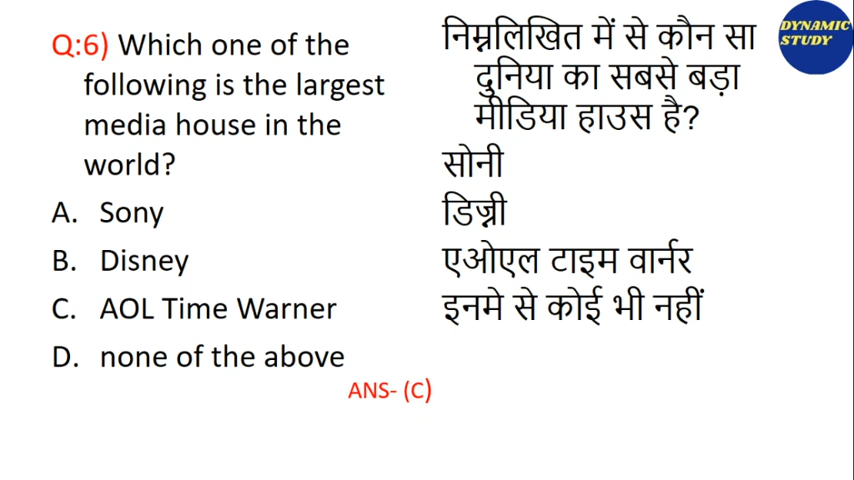 Q:6) Which one of the
following is the largest
media house in the
world?
A. Sony
B. Disney
C. AOL Time Warner
D. none of the above
ANS- (C)
निम्नलिखित में से कौन सा
दुनिया का सबसे बड़ा
मीडिया हाउस है?
सोनी
डिज्नी
एओएल टाइम वार्नर
इनमे से कोई भी नहीं
DYNAMIC
STUDY